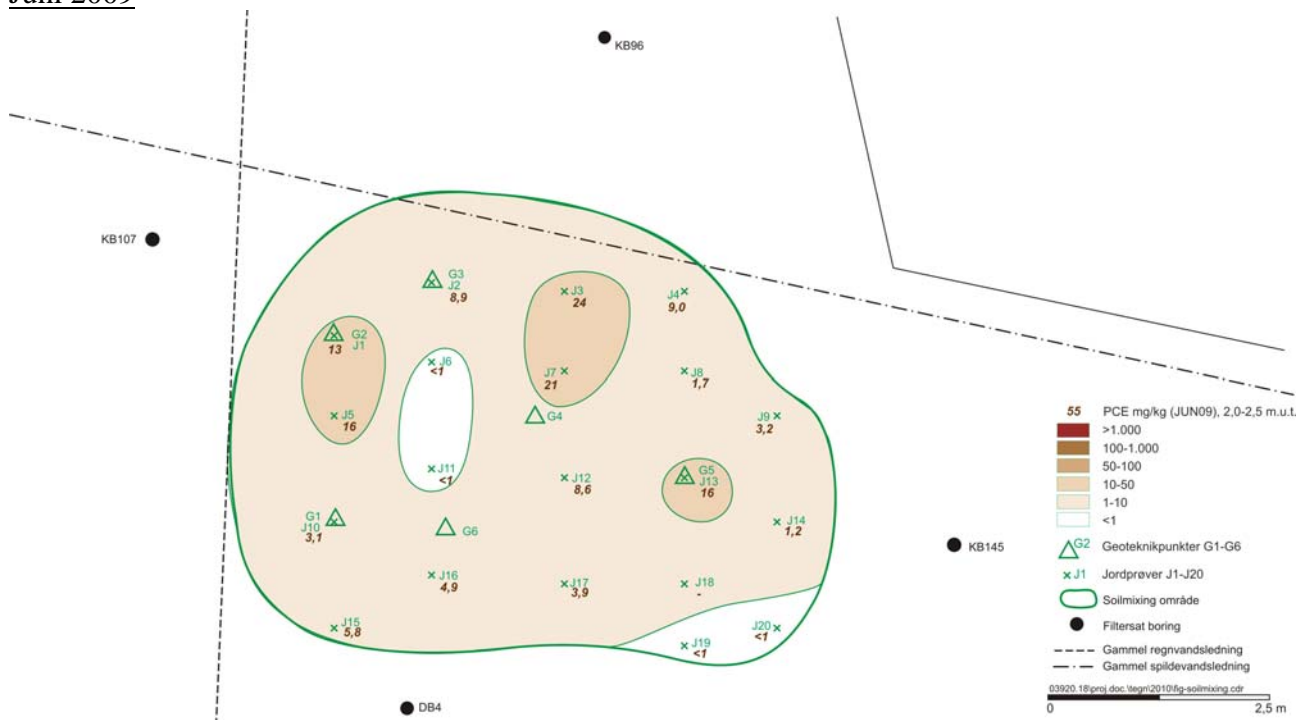 Juni 2009
KB96
KB107
G3
J2
8,9
J3
24
J4
9,0
G2
J1
13
J6
<1
J7
21
J8
1,7
J5
16
G4
J9
3,2
J11
<1
J12
8,6
G5
J13
16
G1
J10
3,1
G6
J14
1,2
KB145
J16
4,9
J17
3,9
J18
-
J15
5,8
J20
<1
J19
<1
DB4
55 PCE mg/kg (JUN09), 2,0-2,5 m.u.t.
>1.000
100-1.000
50-100
10-50
1-10
<1
G2 Geoteknikpunkter G1-G6
J1 Jordprøver J1-J20
Soilmixing område
Filtersat boring
Gammel regnvandsledning
Gammel spildevandsledning
03920.18\proj.doc.\tegn\2010\fig-soilmixing.cdr
0 2,5 m